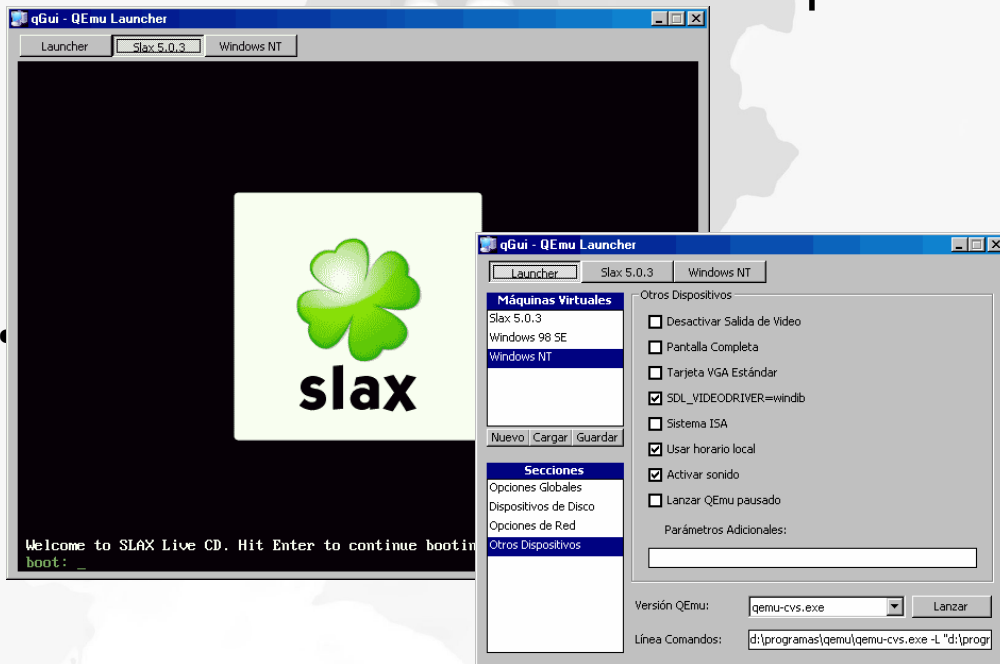 qGui - QEmu Launcher
Launcher
Slax 5.0.3
Windows NT
slax
Welcome to SLAX Live CD. Hit Enter to continue bootin
boot: _
qGui - QEmu Launcher
Launcher
Slax 5.0.3
Windows NT
Máquinas Virtuales
Slax 5.0.3
Windows 98 SE
Windows NT
Nuevo
Cargar
Guardar
Secciones
Opciones Globales
Dispositivos de Disco
Opciones de Red
Otros Dispositivos
Otros Dispositivos
Desactivar Salida de Video
Pantalla Completa
Tarjeta VGA Estándar
SDL_VIDEODRIVER=windib
Sistema ISA
Usar horario local
Activar sonido
Lanzar QEmu pausado
Parámetros Adicionales:
Versión QEmu:
qemu-cvs.exe
Lanzar
Línea Comandos:
d:\programas\qemu\qemu-cvs.exe -L "d:\progr